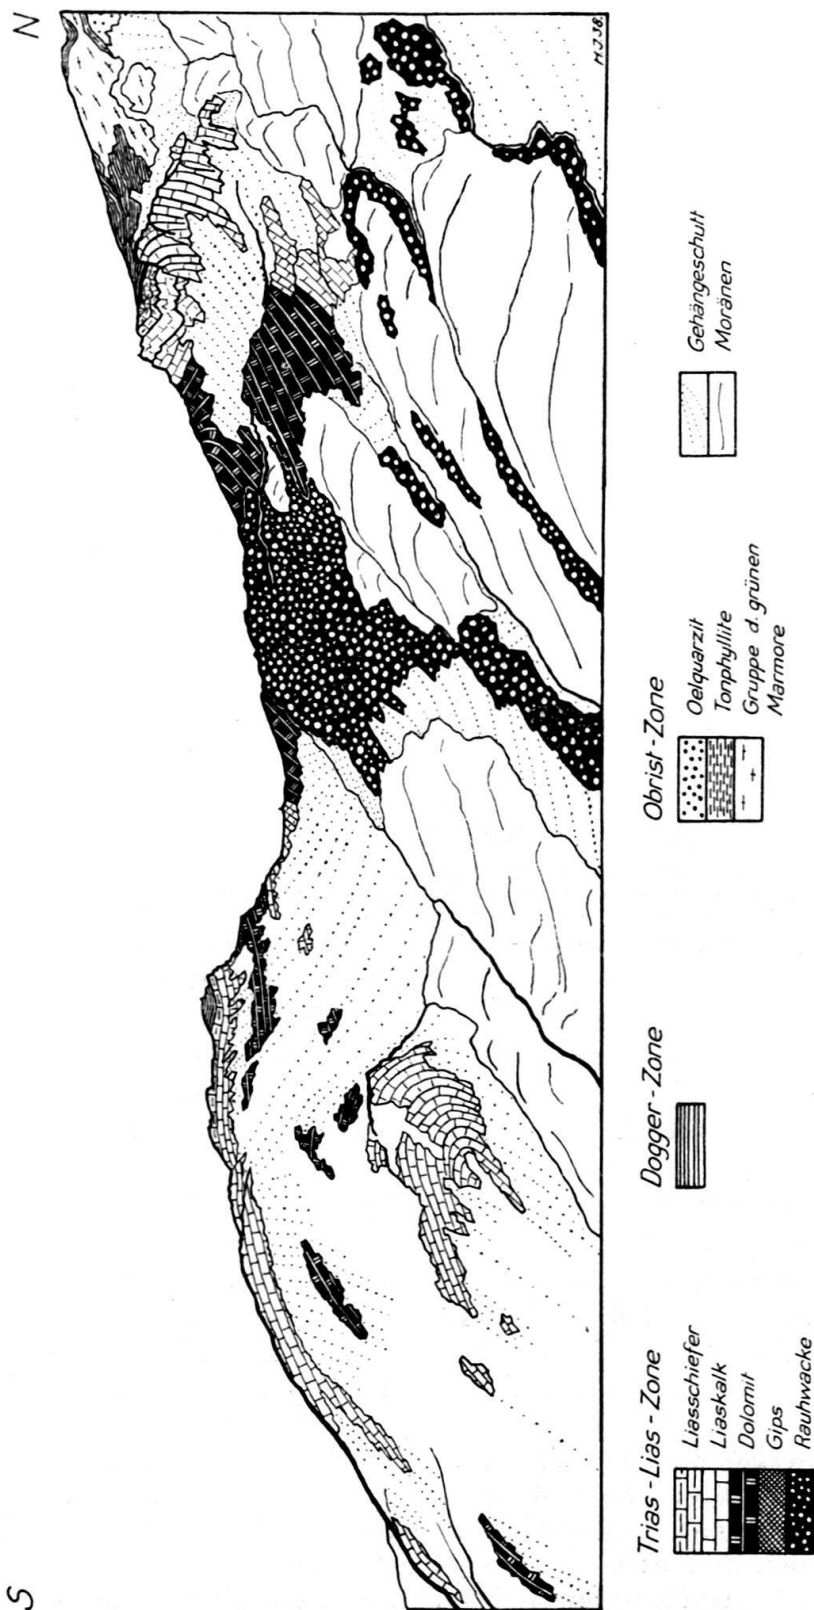 S
N
H.J.38.
Trias-Lias-Zone
Liasschiefer
Liaskalk
Dolomit
Gips
Rauhwacke
Dogger-Zone
Obrist-Zone
Oelquarzit
Tonphyllite
Gruppe d. grünen
Marmore
Gehängeschutt
Moränen